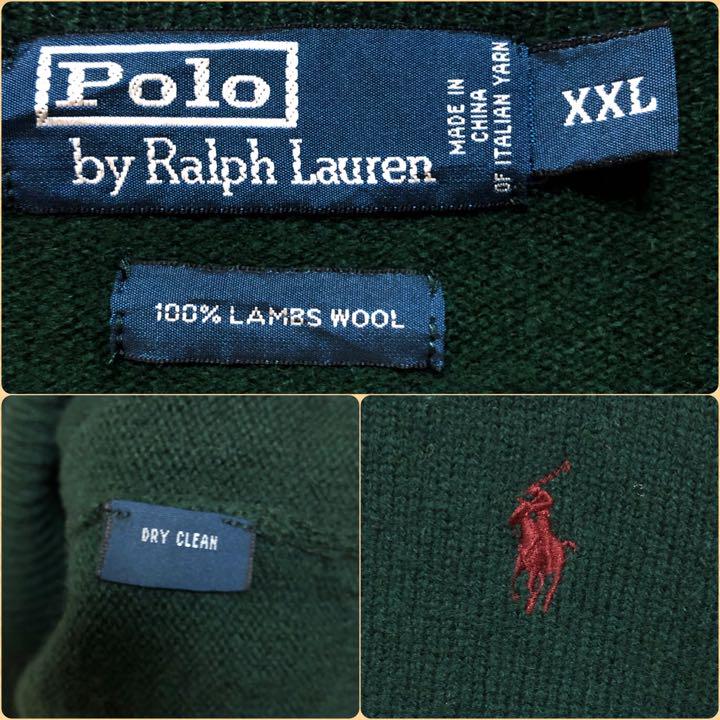 Polo
by Ralph Lauren
MADE IN
CHINA
OF ITALIAN YARN
XXL
100% LAMBS WOOL
DRY CLEAN